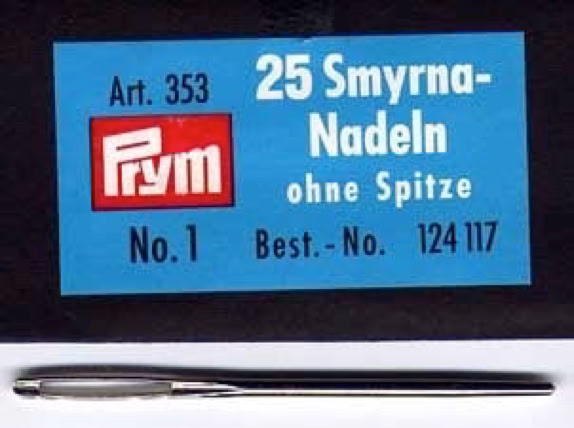 Art. 353
Prym
No. 1
25 Smyrna-
Nadeln
ohne Spitze
Best.-No. 124 117